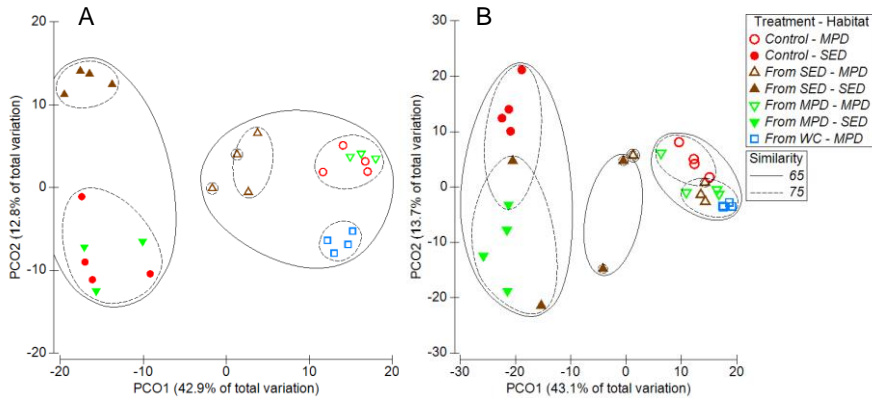 A
20
10
0
-10
-20
PCO2 (12.8% of total variation)
-20
-10
0
10
20
PCO1 (42.9% of total variation)
B
30
20
10
0
-10
-20
-30
PCO2 (13.7% of total variation)
-30
-20
-10
0
10
20
PCO1 (43.1% of total variation)
Treatment - Habitat
Control - MPD
Control - SED
From SED - MPD
From SED - SED
From MPD - MPD
From MPD - SED
From WC - MPD
Similarity
65
75